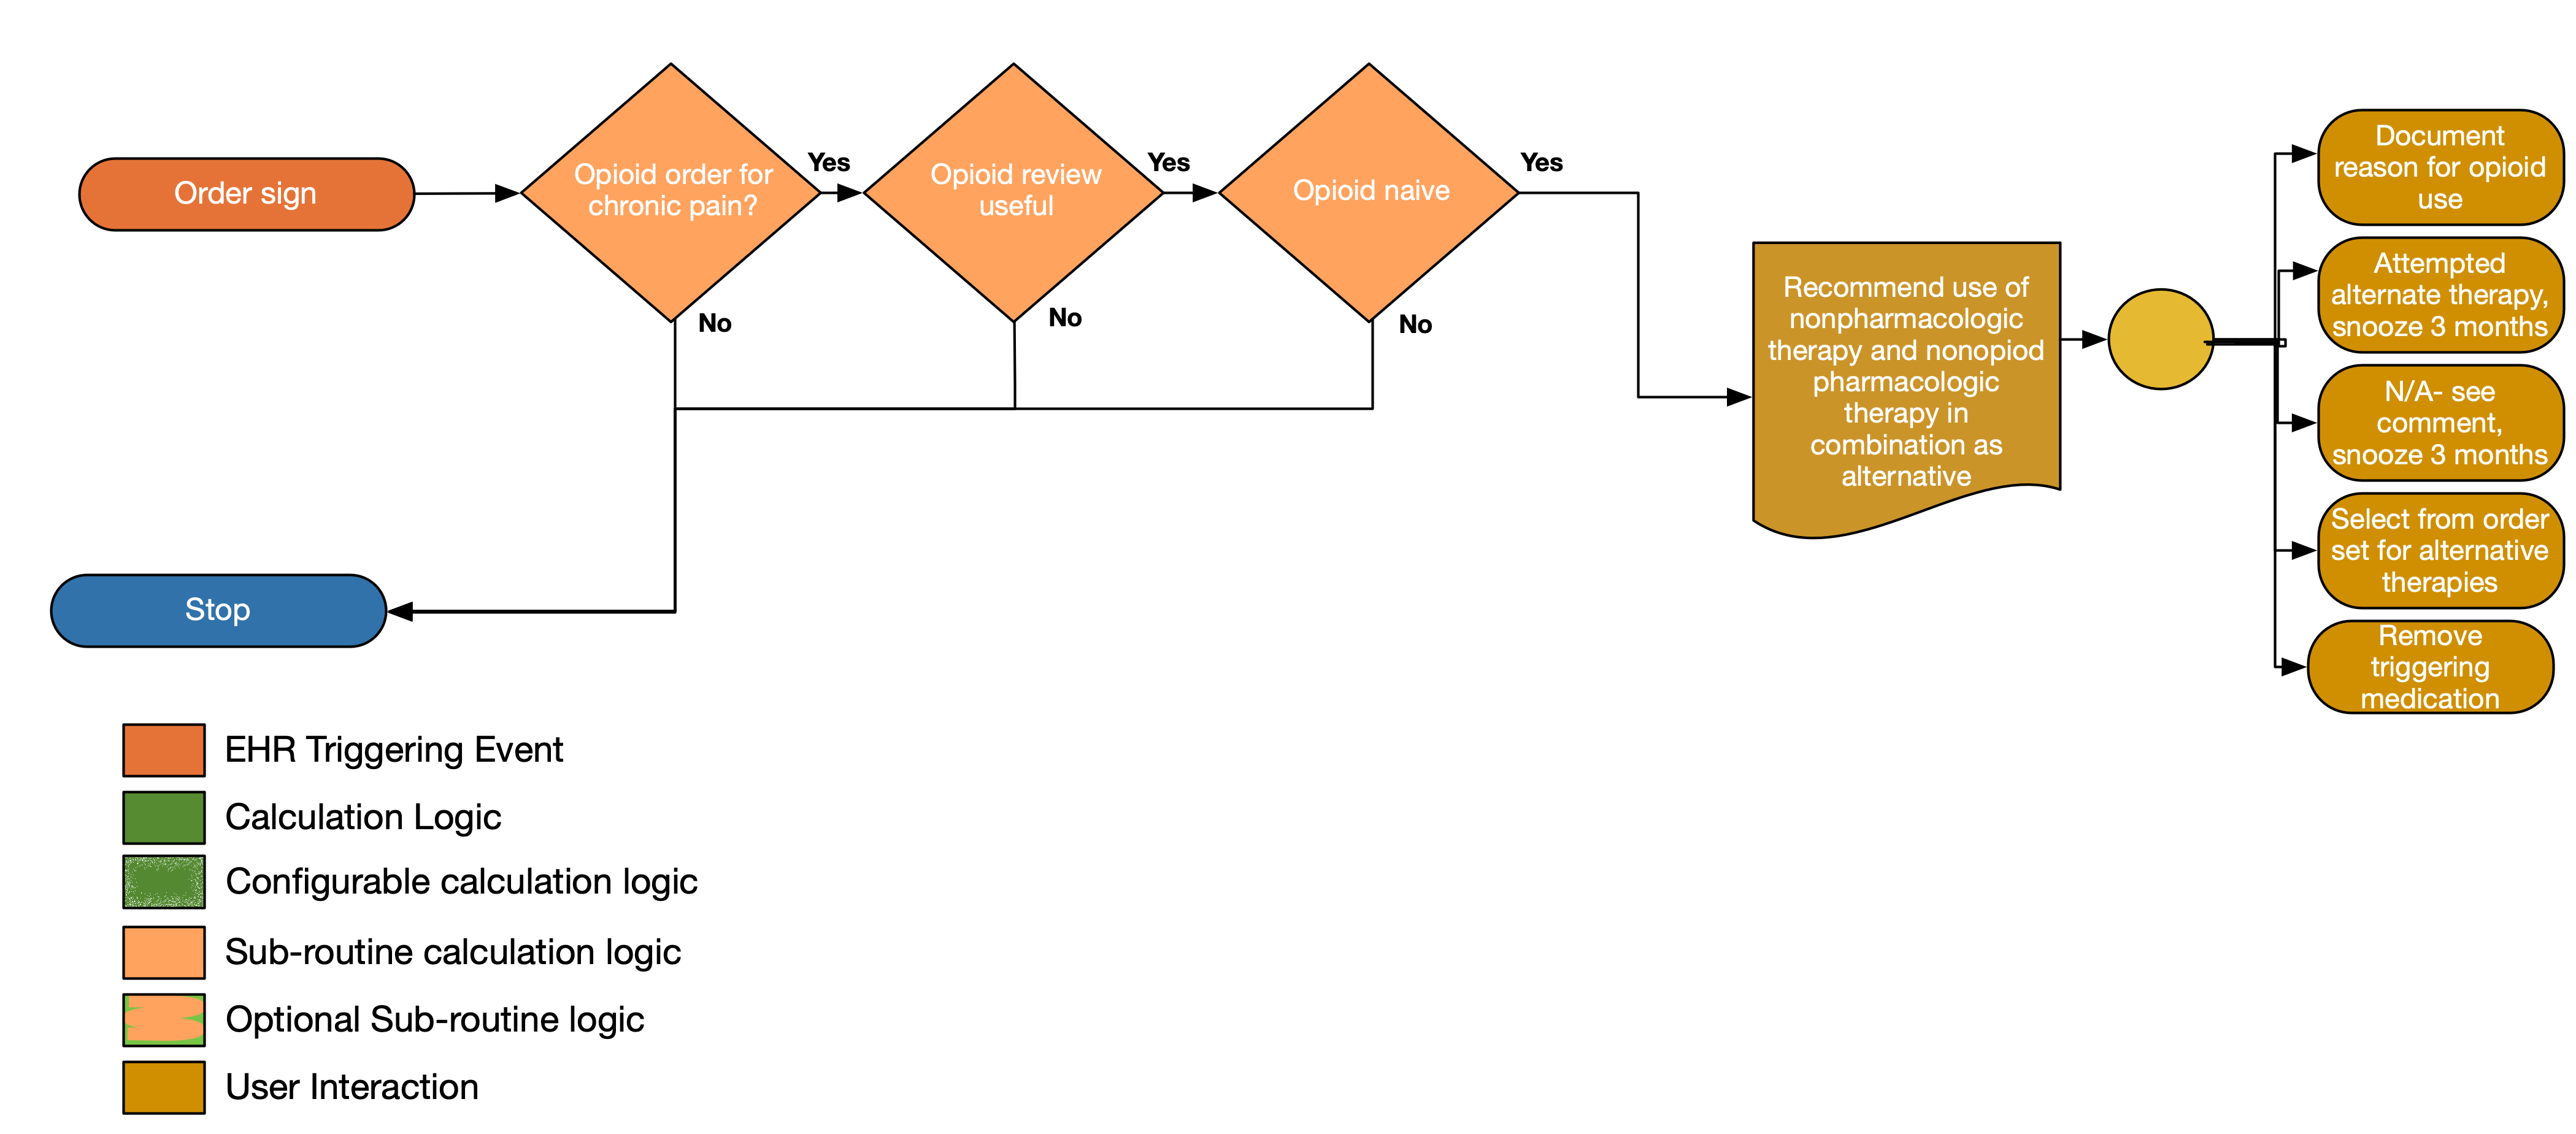 Order sign
Opioid order for
chronic pain?
Yes
No
Opioid review
useful
Yes
No
Opioid naive
Yes
No
Recommend use of
nonpharmacologic
therapy and nonopiod
pharmacologic
therapy in
combination as
alternative
Document
reason for opioid
use
Attempted
alternate therapy,
snooze 3 months
N/A- see
comment,
snooze 3 months
Select from order
set for alternative
therapies
Remove
triggering
medication
Stop
EHR Triggering Event
Calculation Logic
Configurable calculation logic
Sub-routine calculation logic
Optional Sub-routine logic
User Interaction